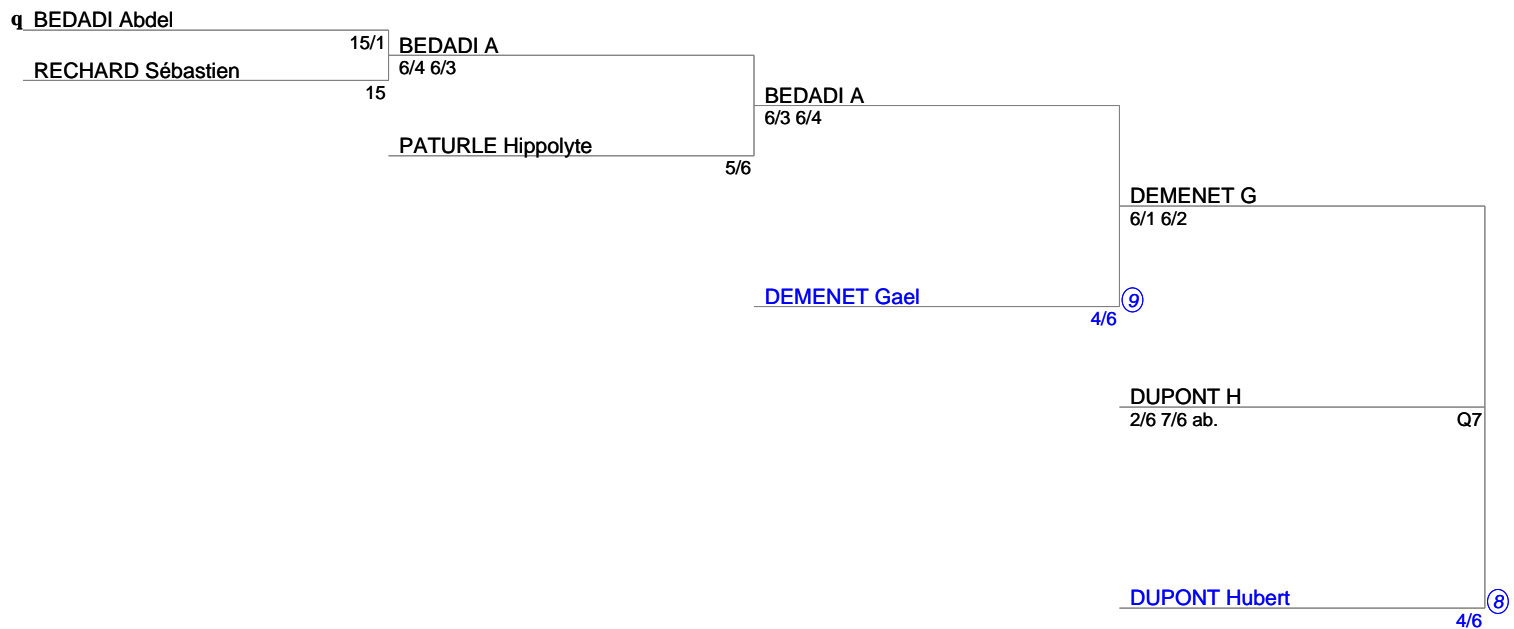 q BEDADI Abdel
15/1
BEDADI A
6/4 6/3
RECHARD Sébastien
15
BEDADI A
6/3 6/4
PATURLE Hippolyte
5/6
DEMENET G
6/1 6/2
DEMENET Gael
9
4/6
DUPONT H
2/6 7/6 ab.
Q7
DUPONT Hubert
8
4/6